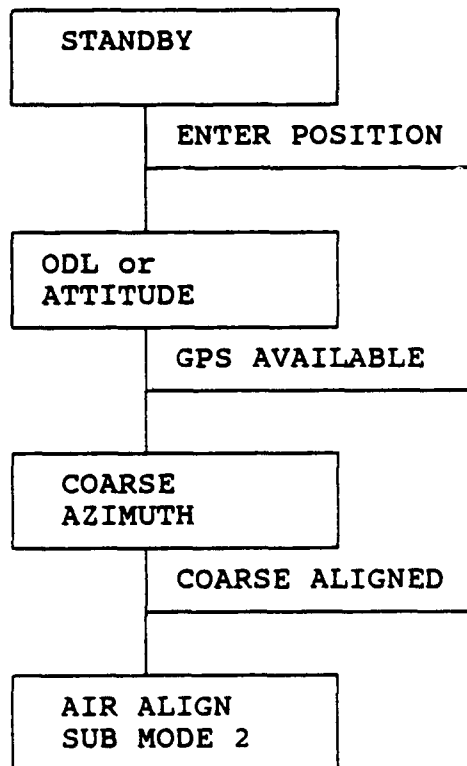 STANDBY
ENTER POSITION
ODL or
ATTITUDE
GPS AVAILABLE
COARSE
AZIMUTH
COARSE ALIGNED
AIR ALIGN
SUB MODE 2